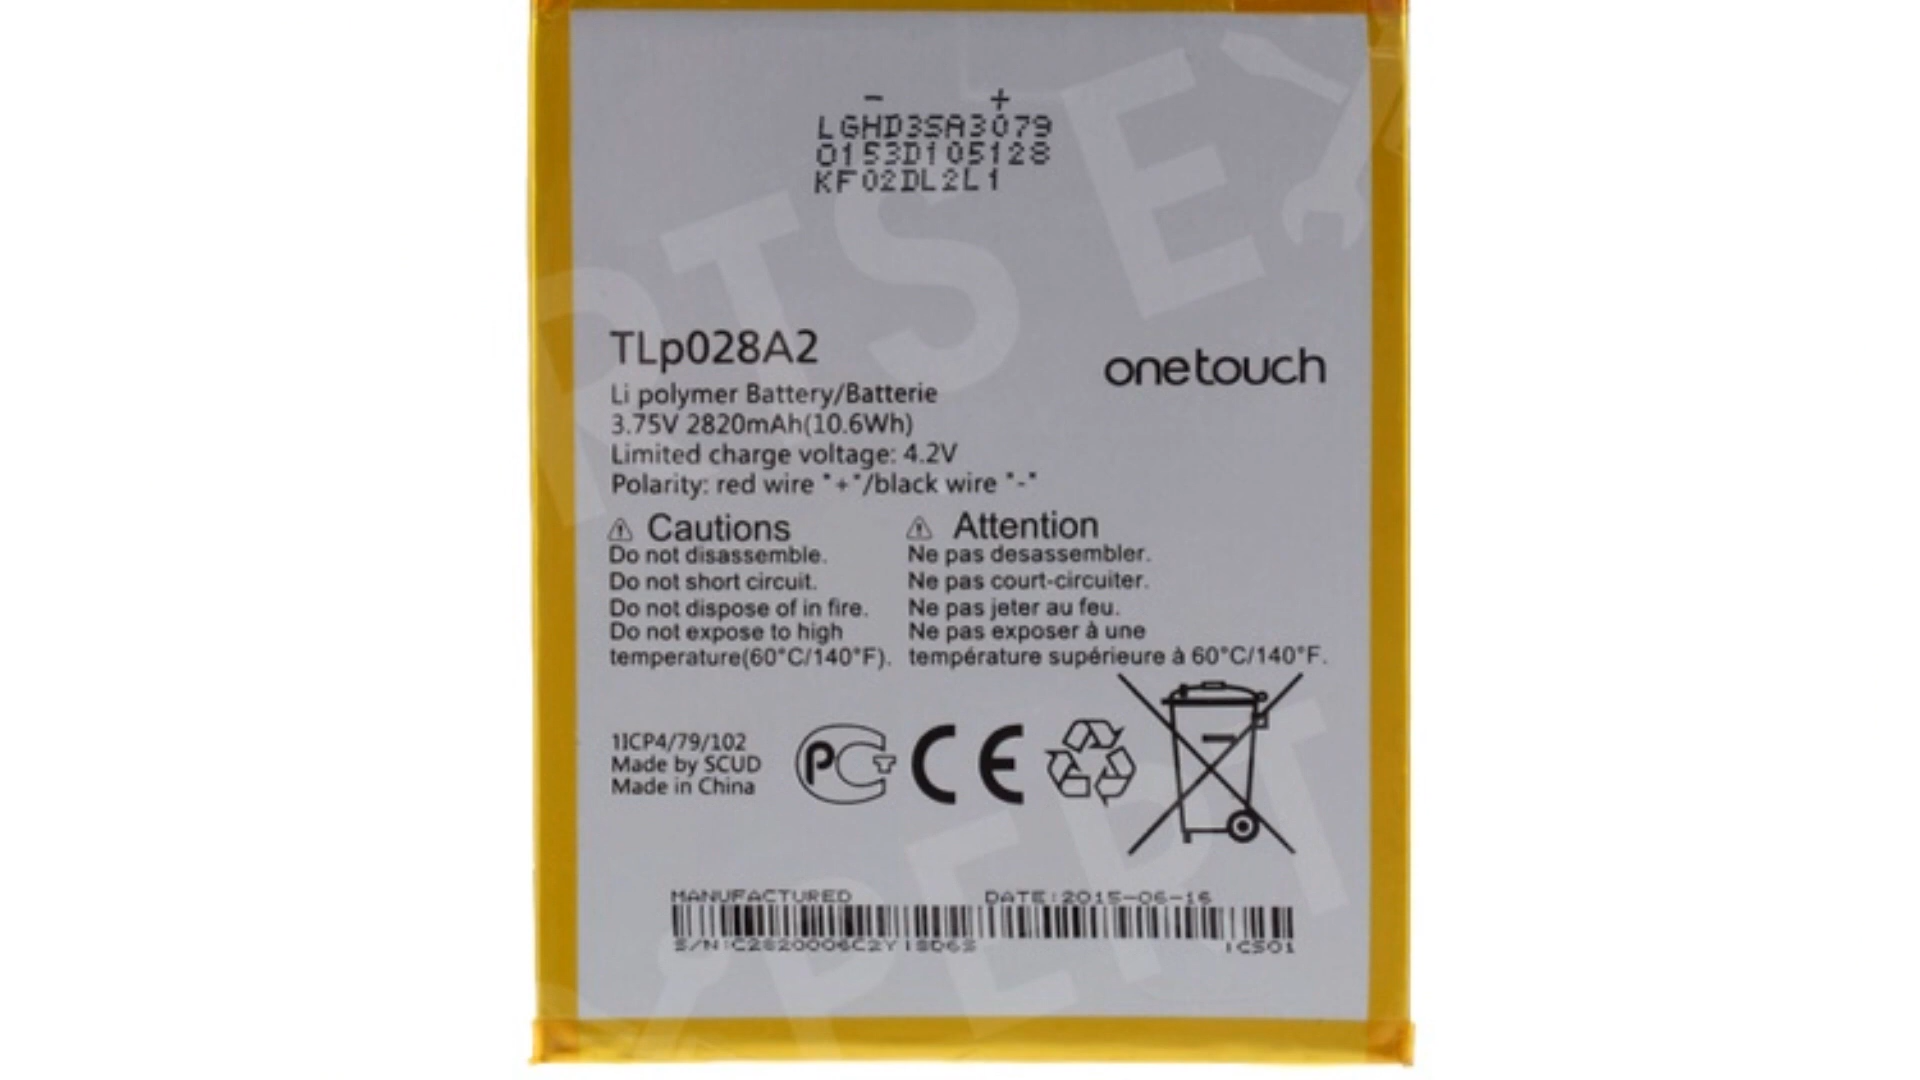 - +
LGHD3SA3079
0153D105128
KF02DL2L1
TLp028A2
onetouch
Li polymer Battery/Batterie
3.75V 2820mAh(10.6Wh)
Limited charge voltage: 4.2V
Polarity: red wire "+"/black wire "-"
Cautions
Do not disassemble.
Do not short circuit.
Do not dispose of in fire.
Do not expose to high
temperature(60°C/140°F).
Attention
Ne pas desassembler.
Ne pas court-circuiter.
Ne pas jeter au feu.
Ne pas exposer à une
température supérieure à 60°C/140°F.
1ICP4/79/102
Made by SCUD
Made in China
CE
MANUFACTURED DATE:2015-06-16
ICS01